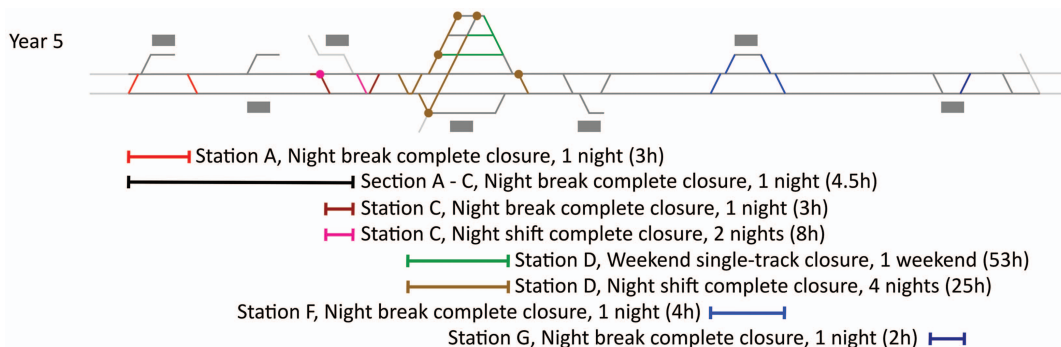 Year 5
Station A, Night break complete closure, 1 night (3h)
Section A - C, Night break complete closure, 1 night (4.5h)
Station C, Night break complete closure, 1 night (3h)
Station C, Night shift complete closure, 2 nights (8h)
Station D, Weekend single-track closure, 1 weekend (53h)
Station D, Night shift complete closure, 4 nights (25h)
Station F, Night break complete closure, 1 night (4h)
Station G, Night break complete closure, 1 night (2h)